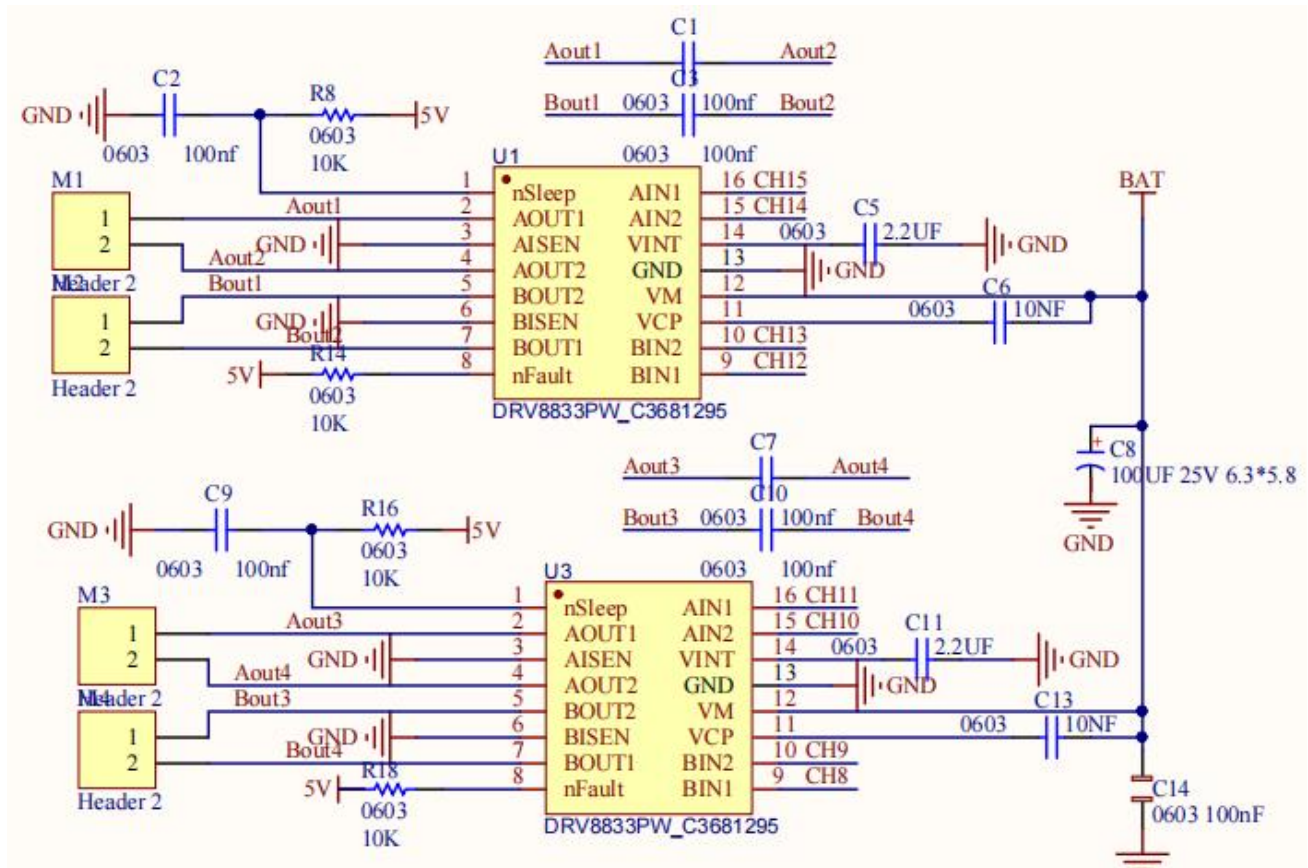 C1
Aout1 Aout2
C2 C3
R8 Bout1 0603 100nf Bout2
GND 5V
0603 100nf 0603 U1 0603 100nf
10K
M1 1 nSleep AIN1 16 CH15 BAT
1 Aout1 2 AOUT1 AIN2 15 CH14 C5
2 GND 3 AISEN VINT 14 0603 2.2UF GND
Aout2 4 AOUT2 GND 13 GND
Header 2 Bout1 5 BOUT2 VM 12 C6
1 GND 6 BISEN VCP 11 0603 10NF
2 Bout2 7 BOUT1 BIN2 10 CH13
R14
5V 8 nFault BIN1 9 CH12
Header 2 0603
10K DRV8833PW_C3681295
C7
Aout3 Aout4 C8
100UF 25V 6.3*5.8
C9 C10
R16 Bout3 0603 100nf Bout4
GND 5V GND
0603 100nf 0603 U3 0603 100nf
10K
M3 1 nSleep AIN1 16 CH11
1 Aout3 2 AOUT1 AIN2 15 CH10 C11
2 GND 3 AISEN VINT 14 0603 2.2UF GND
Aout4 4 AOUT2 GND 13 GND
Header 2 Bout3 5 BOUT2 VM 12 C13
1 GND 6 BISEN VCP 11 0603 10NF
2 Bout4 7 BOUT1 BIN2 10 CH9
R18
5V 8 nFault BIN1 9 CH8
Header 2 0603 C14
10K DRV8833PW_C3681295 0603 100nF